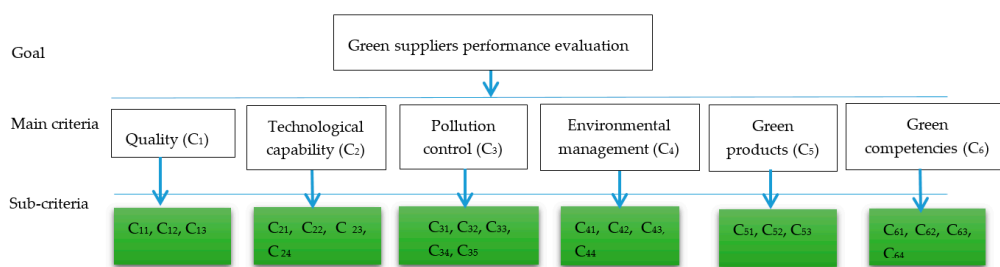 Goal
Green suppliers performance evaluation
Main criteria
Quality (C₁)
Technological
capability (C₂)
Pollution
control (C₃)
Environmental
management (C₄)
Green
products (C₅)
Green
competencies (C₆)
Sub-criteria
C₁₁, C₁₂, C₁₃
C₂₁, C₂₂, C ₂₃,
C ₂₄
C₃₁, C₃₂, C₃₃,
C₃₄, C₃₅
C₄₁, C₄₂, C₄₃,
C₄₄
C₅₁, C₅₂, C₅₃
C₆₁, C₆₂, C₆₃,
C₆₄